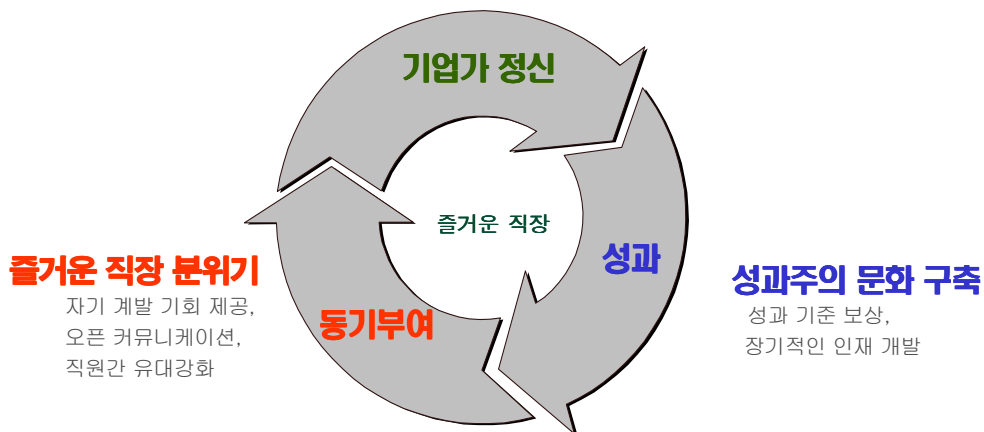 기업가 정신
즐거운 직장
성과
동기부여
즐거운 직장 분위기
자기 계발 기회 제공,
오픈 커뮤니케이션,
직원간 유대강화
성과주의 문화 구축
성과 기준 보상,
장기적인 인재 개발